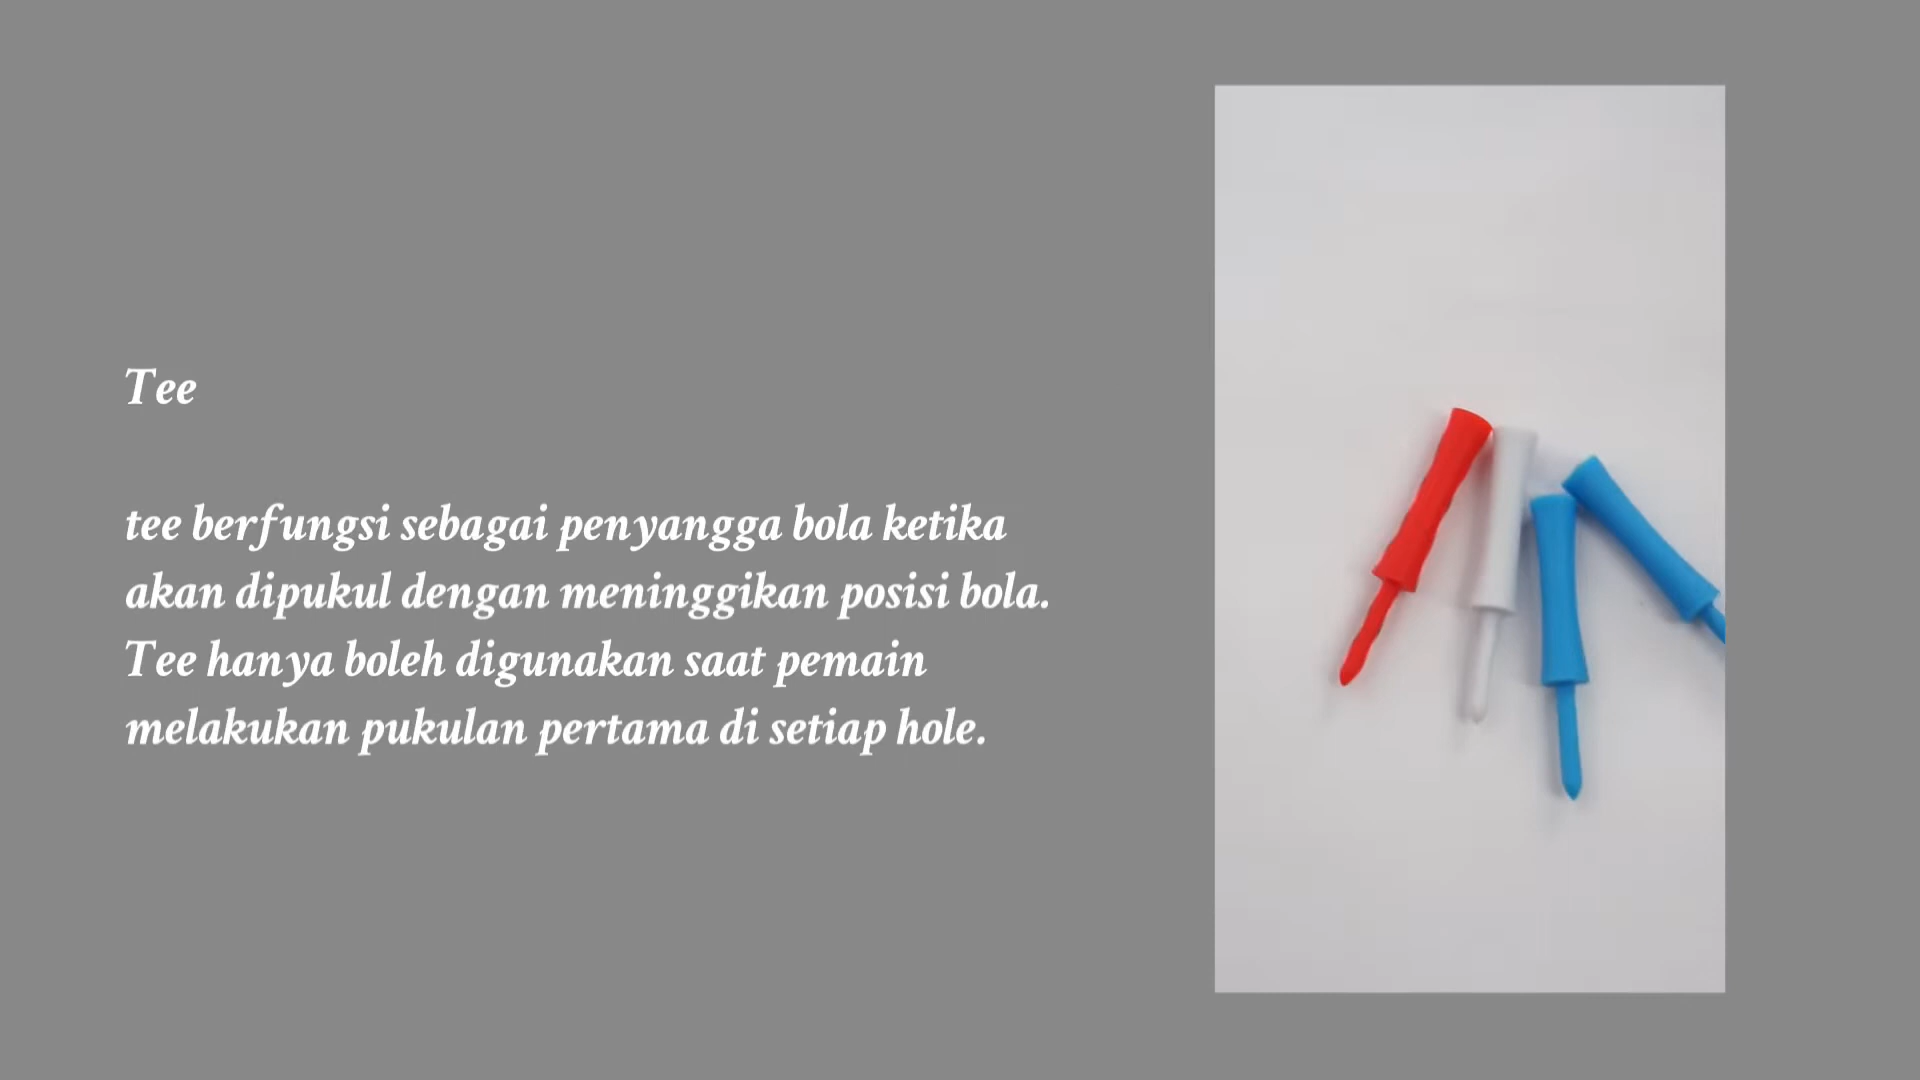 Tee
tee berfungsi sebagai penyangga bola ketika
akan dipukul dengan meninggikan posisi bola.
Tee hanya boleh digunakan saat pemain
melakukan pukulan pertama di setiap hole.